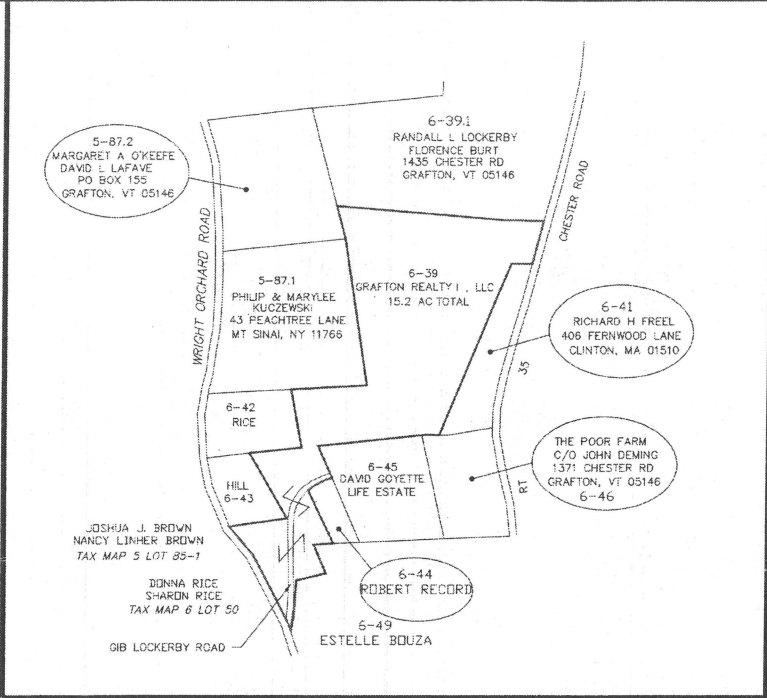 6-39.1
RANDALL L LOCKERBY
FLORENCE BURT
1435 CHESTER RD
GRAFTON, VT 05146
5-87.2
MARGARET A O'KEEFE
DAVID L LAFAVE
PO BOX 155
GRAFTON, VT 05146
CHESTER ROAD
WRIGHT ORCHARD ROAD
5-87.1
PHILIP & MARYLEE
KUCZEWSKI
43 PEACHTREE LANE
MT SINAI, NY 11766
6-39
GRAFTON REALTY I , LLC
15.2 AC TOTAL
6-41
RICHARD H FREEL
406 FERNWOOD LANE
CLINTON, MA 01510
35
6-42
RICE
THE POOR FARM
C/O JOHN DEMING
1371 CHESTER RD
GRAFTON, VT 05146
6-46
RT
6-45
DAVID GOYETTE
LIFE ESTATE
HILL
6-43
JOSHUA J. BROWN
NANCY LINHER BROWN
TAX MAP 5 LOT 85-1
DONNA RICE
SHARON RICE
TAX MAP 6 LOT 50
6-44
ROBERT RECORD
6-49
ESTELLE BOUZA
GIB LOCKERBY ROAD